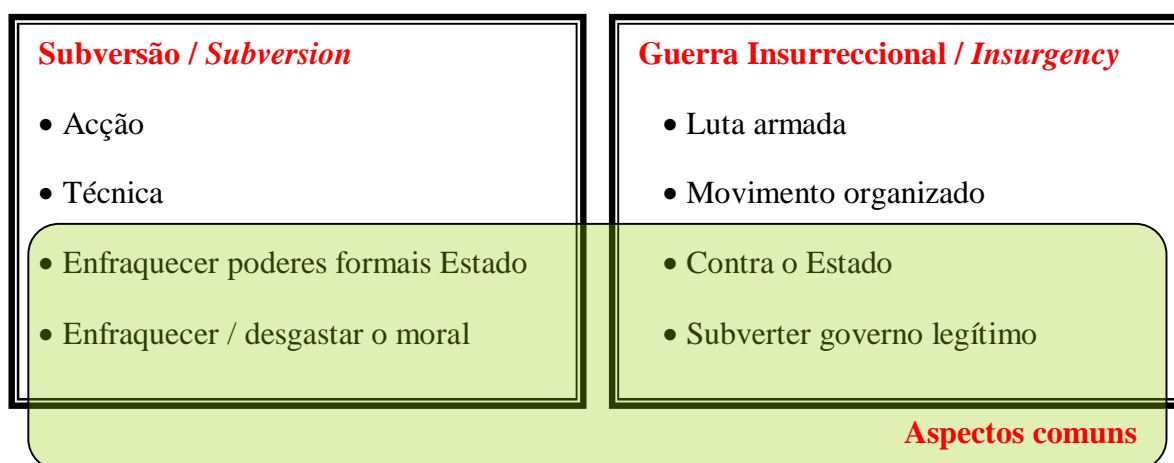 Subversão / Subversion
• Acção
• Técnica
• Enfraquecer poderes formais Estado
• Enfraquecer / desgastar o moral
Guerra Insurreccional / Insurgency
• Luta armada
• Movimento organizado
• Contra o Estado
• Subverter governo legítimo
Aspectos comuns